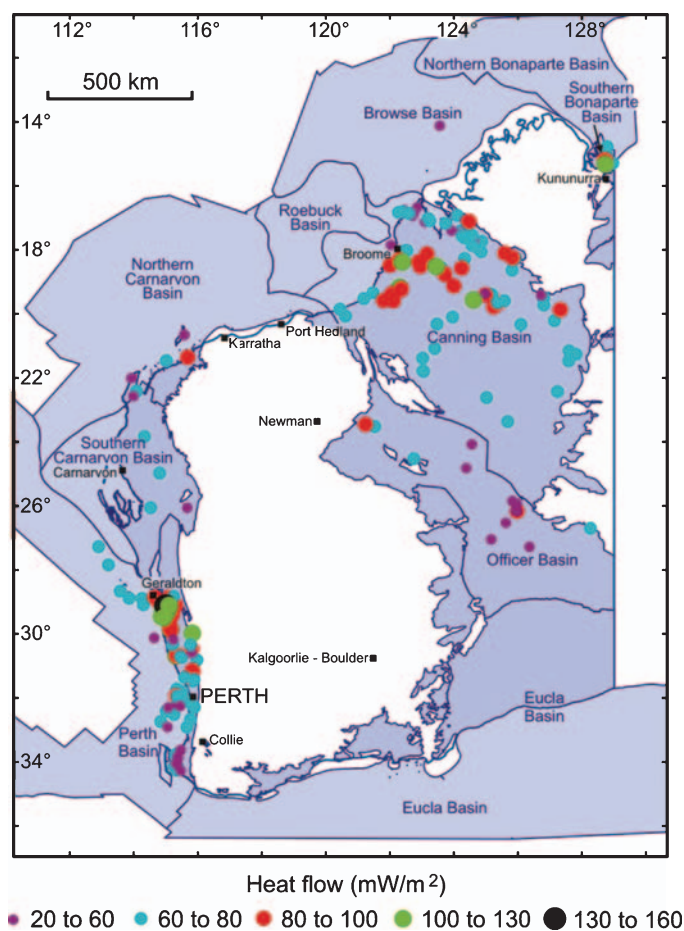 112° 116° 120° 124° 128°
Northern Bonaparte Basin
500 km
Southern
Bonaparte
Basin
Browse Basin
14°
Kununurra
Roebuck
Basin
18°
Broome
Northern
Carnarvon
Basin
Port Hedland
Karratha
Canning Basin
22°
Newman
Southern
Carnarvon Basin
Carnarvon
26°
Officer Basin
Geraldton
30°
Kalgoorlie - Boulder
PERTH
Eucla
Basin
Perth
Basin
Collie
34°
Eucla Basin
Heat flow (mW/m²)
20 to 60 60 to 80 80 to 100 100 to 130 130 to 160